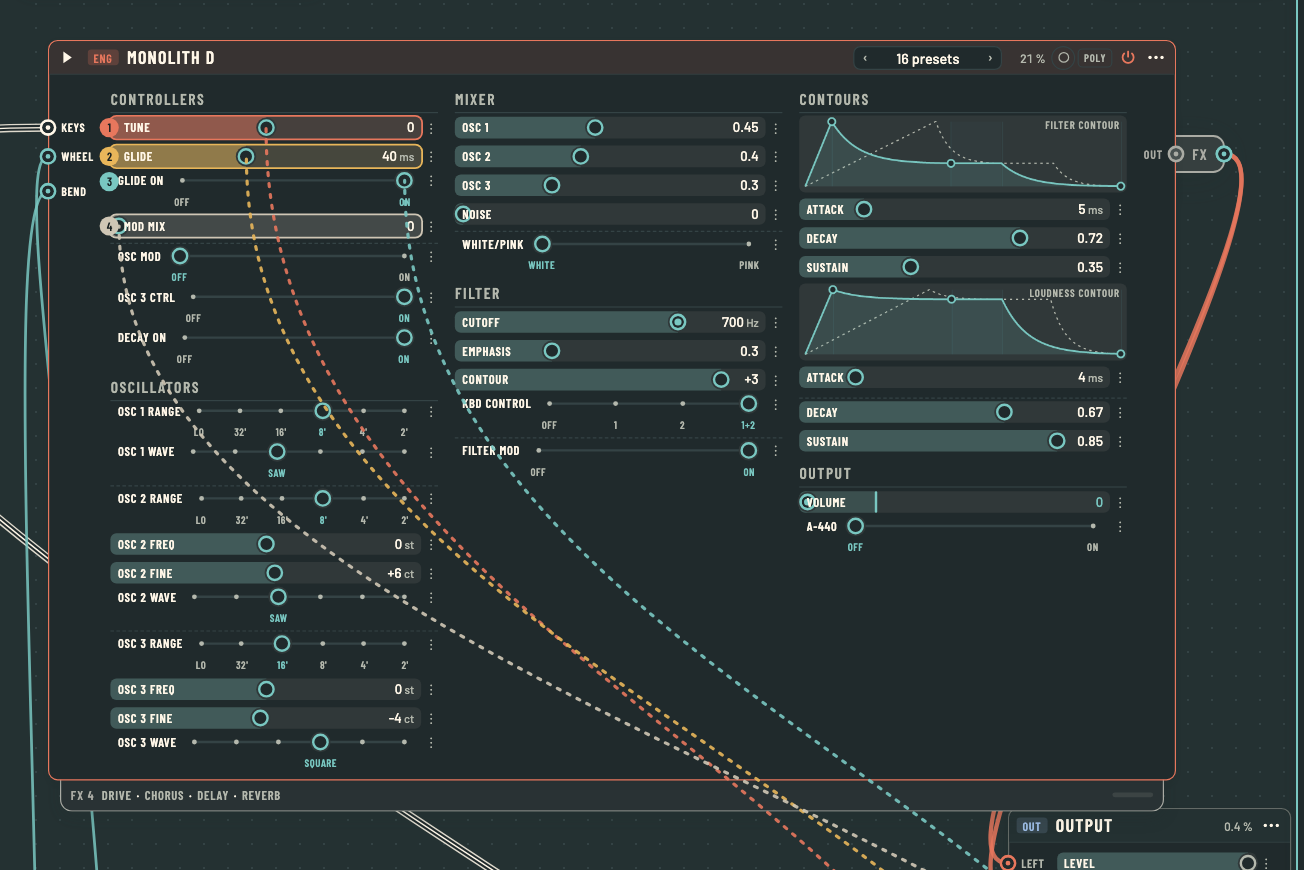 ENG MONOLITH D
‹ 16 presets ›
21 % POLY
CONTROLLERS
KEYS
1 TUNE 0
WHEEL
2 GLIDE 40 ms
3 GLIDE ON
OFF ON
BEND
4 MOD MIX 0
OSC MOD
OFF ON
OSC 3 CTRL
OFF ON
DECAY ON
OFF ON
OSCILLATORS
OSC 1 RANGE
LO 32' 16' 8' 4' 2'
OSC 1 WAVE
SAW
OSC 2 RANGE
LO 32' 16' 8' 4' 2'
OSC 2 FREQ 0 st
OSC 2 FINE +6 ct
OSC 2 WAVE
SAW
OSC 3 RANGE
LO 32' 16' 8' 4' 2'
OSC 3 FREQ 0 st
OSC 3 FINE -4 ct
OSC 3 WAVE
SQUARE
MIXER
OSC 1 0.45
OSC 2 0.4
OSC 3 0.3
NOISE 0
WHITE/PINK
WHITE PINK
FILTER
CUTOFF 700 Hz
EMPHASIS 0.3
CONTOUR +3
KBD CONTROL
OFF 1 2 1+2
FILTER MOD
OFF ON
CONTOURS
FILTER CONTOUR
ATTACK 5 ms
DECAY 0.72
SUSTAIN 0.35
LOUDNESS CONTOUR
ATTACK 4 ms
DECAY 0.67
SUSTAIN 0.85
OUTPUT
VOLUME 0
A-440
OFF ON
OUT FX
FX 4 DRIVE • CHORUS • DELAY • REVERB
OUT OUTPUT 0.4 %
LEFT LEVEL